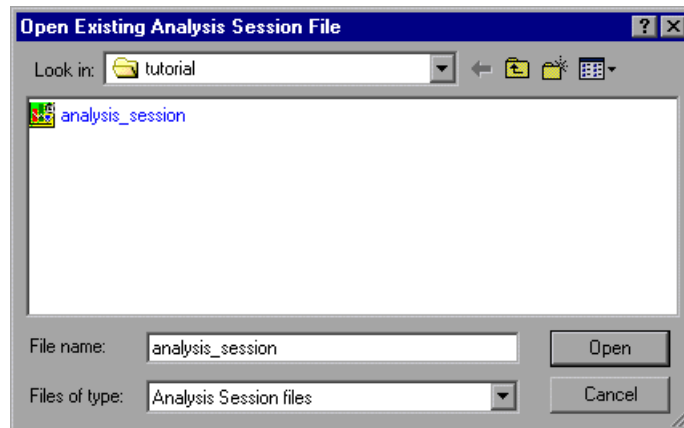 Open Existing Analysis Session File
Look in: tutorial
analysis_session
File name: analysis_session
Open
Files of type: Analysis Session files
Cancel